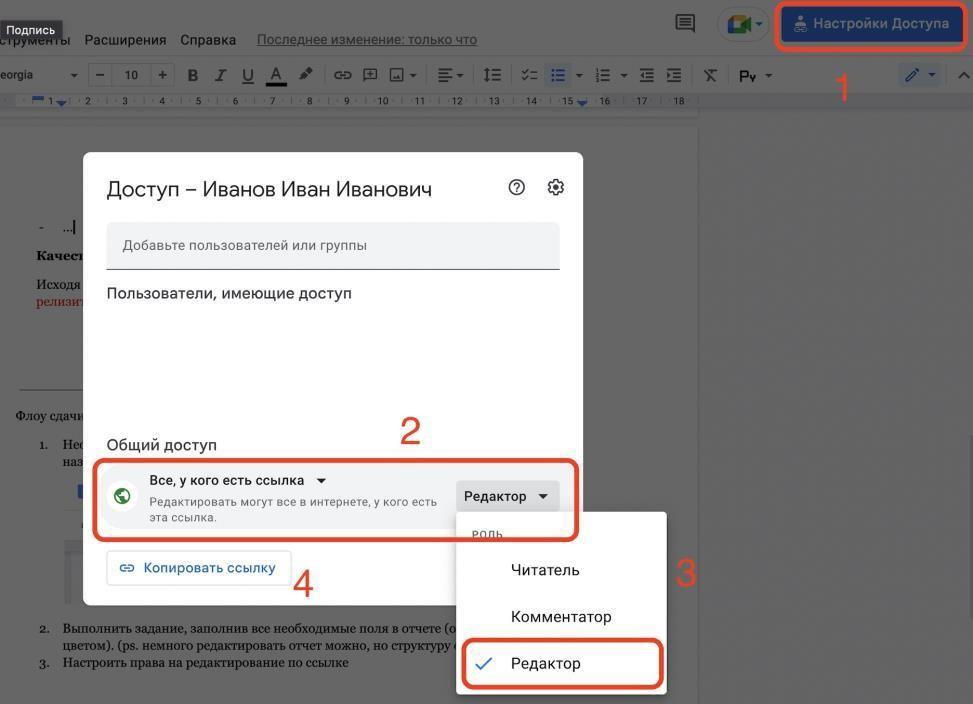 Подпись
Настройки Доступа
струменты Расширения Справка Последнее изменение: только что
eorgia - 10 + B I U A
1 2 3 4 5 6 7 8 9 10 11 12 13 14 15 16 17 18
1
Доступ – Иванов Иван Иванович
- ...
Добавьте пользователей или группы
Качест
Исходя
релизит
Пользователи, имеющие доступ
Флоу сдачи
2
Общий доступ
1. Нео
наз
Все, у кого есть ссылка
Редактировать могут все в интернете, у кого есть
эта ссылка.
Редактор
РОЛЬ
Читатель
3
Копировать ссылку
4
Комментатор
2. Выполнить задание, заполнив все необходимые поля в отчете (о
цветом). (ps. немного редактировать отчет можно, но структуру
3. Настроить права на редактирование по ссылке
Редактор